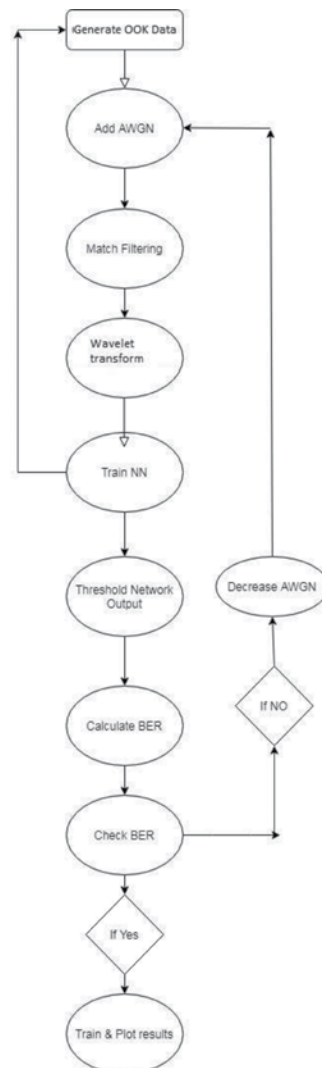 Generate OOK Data
Add AWGN
Match Filtering
Wavelet
transform
Train NN
Threshold Network
Output
Decrease AWGN
Calculate BER
If NO
Check BER
If Yes
Train & Plot results